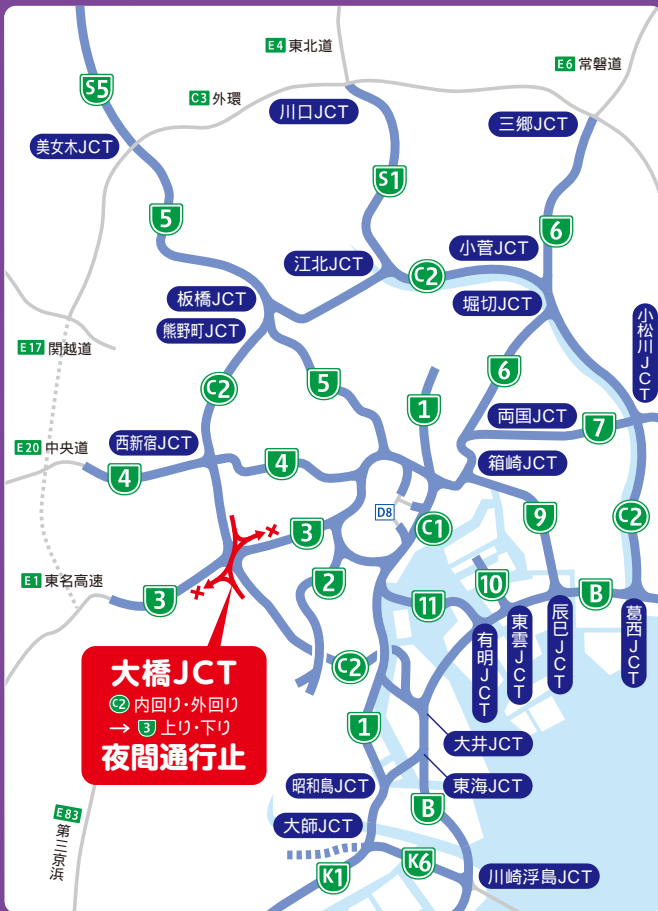 E4 東北道
E6 常磐道
S5
C3 外環
川口JCT
三郷JCT
美女木JCT
S1
5
6
小菅JCT
江北JCT
C2
板橋JCT
堀切JCT
熊野町JCT
小松川JCT
E17 関越道
C2
5
6
1
両国JCT
7
E20 中央道
西新宿JCT
4
4
箱崎JCT
D8
C1
9
C2
3
E1 東名高速
3
2
11
10
B
有明JCT
東雲JCT
辰巳JCT
葛西JCT
大橋JCT
C2 内回り・外回り
→ 3 上り・下り
夜間通行止
C2
1
大井JCT
昭和島JCT
東海JCT
B
E83
第三京浜
大師JCT
K1
K6
川崎浮島JCT